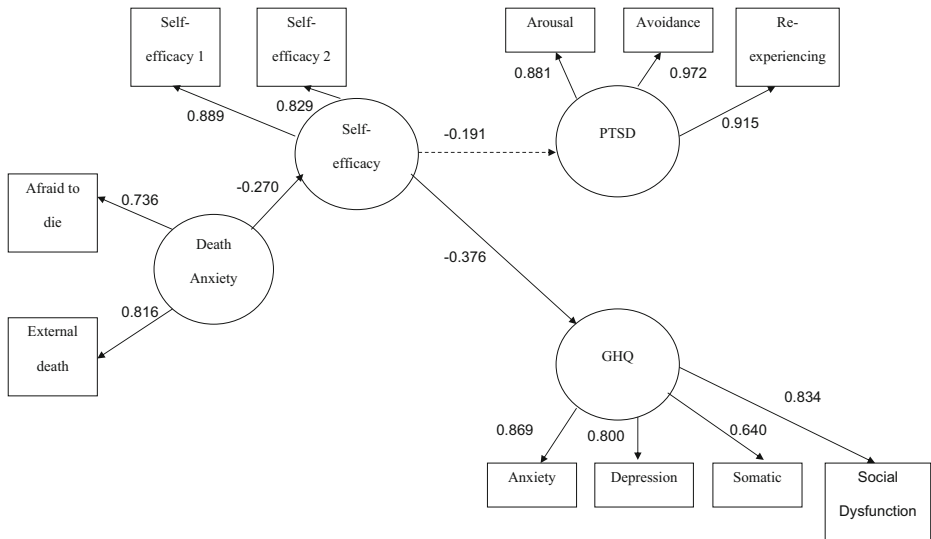 Self-
efficacy 1
Self-
efficacy 2
Arousal
Avoidance
Re-
experiencing
0.889
0.829
0.881
0.972
0.915
Self-
efficacy
-0.191
PTSD
Afraid to
die
0.736
-0.270
Death
Anxiety
-0.376
0.816
External
death
GHQ
0.869
0.800
0.640
0.834
Anxiety
Depression
Somatic
Social
Dysfunction